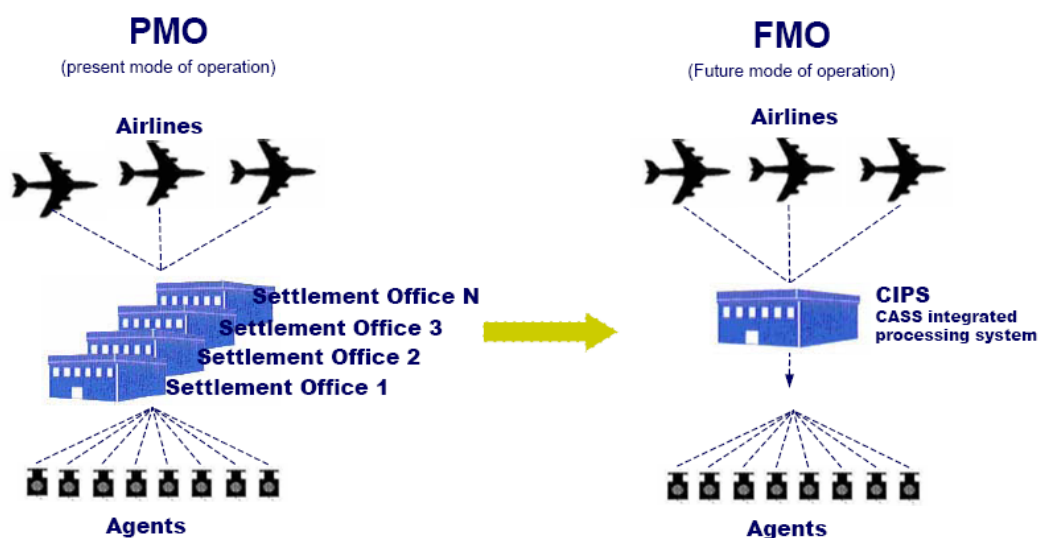 PMO
(present mode of operation)
Airlines
Settlement Office N
Settlement Office 3
Settlement Office 2
Settlement Office 1
Agents
FMO
(Future mode of operation)
Airlines
CIPS
CASS integrated
processing system
Agents